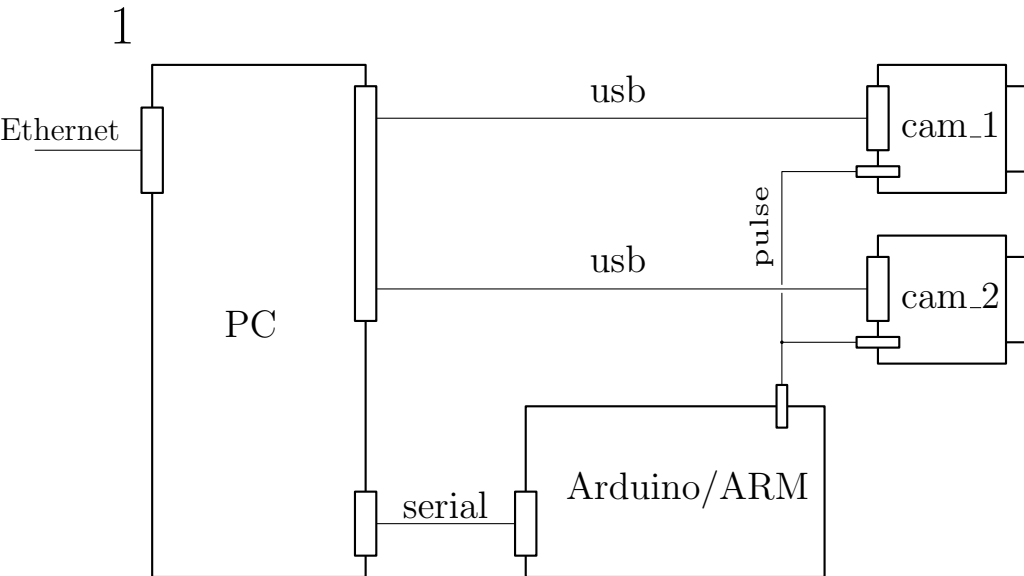 1
usb
cam_1
Ethernet
pulse
usb
cam_2
PC
Arduino/ARM
serial